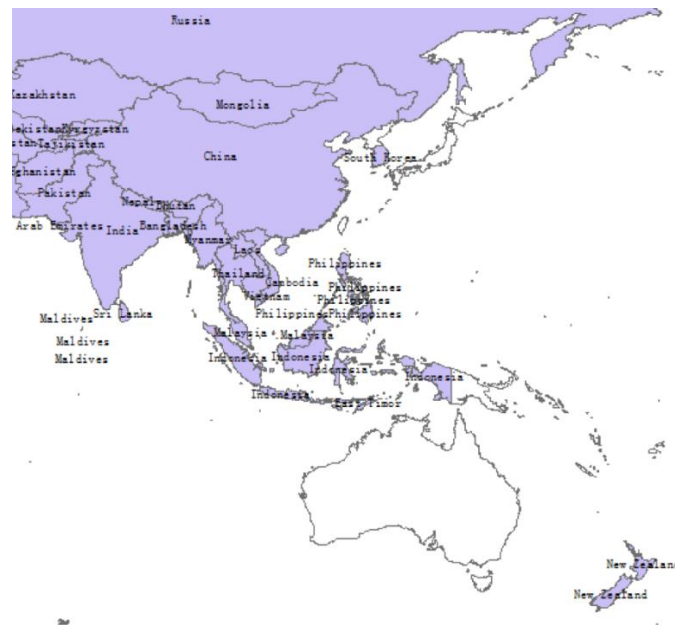 Russia
Kazakhstan
Mongolia
Kyrgyzstan
Tajikistan
China
South Korea
Afghanistan
Pakistan
Nepal
Bhutan
Arab Emirates
India
Bangladesh
Myanmar
Laos
Philippines
Thailand
Cambodia
Philippines
Vietnam
Philippines
Maldives
Sri Lanka
Philippines
Philippines
Malaysia
Malaysia
Maldives
Maldives
Indonesia
Indonesia
Indonesia
Indonesia
Indonesia
East Timor
New Zealand
New Zealand